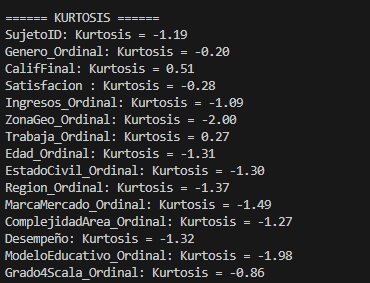 ====== KURTOSIS ======
SujetoID: Kurtosis = -1.19
Genero_Ordinal: Kurtosis = -0.20
CalifFinal: Kurtosis = 0.51
Satisfacion : Kurtosis = -0.28
Ingresos_Ordinal: Kurtosis = -1.09
ZonaGeo_Ordinal: Kurtosis = -2.00
Trabaja_Ordinal: Kurtosis = 0.27
Edad_Ordinal: Kurtosis = -1.31
EstadoCivil_Ordinal: Kurtosis = -1.30
Region_Ordinal: Kurtosis = -1.37
MarcaMercado_Ordinal: Kurtosis = -1.49
ComplejidadArea_Ordinal: Kurtosis = -1.27
Desempeño: Kurtosis = -1.32
ModeloEducativo_Ordinal: Kurtosis = -1.98
Grado4Scala_Ordinal: Kurtosis = -0.86